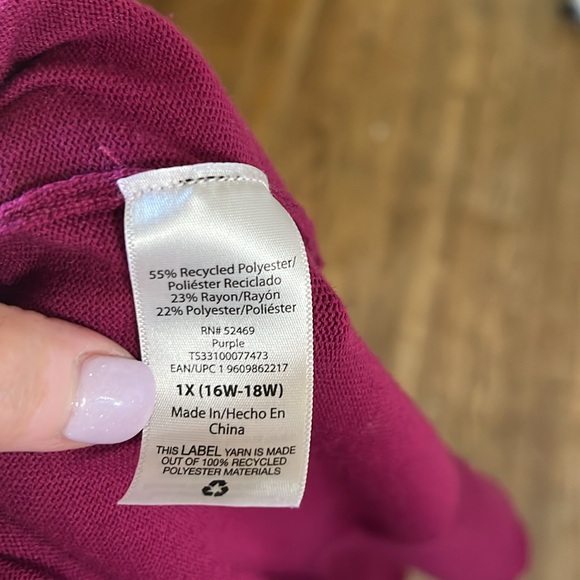 55% Recycled Polyester/
Poliéster Reciclado
23% Rayon/Rayón
22% Polyester/Poliéster
RN# 52469
Purple
TS33100077473
EAN/UPC 1 9609862217
1X (16W-18W)
Made In/Hecho En
China
THIS LABEL YARN IS MADE
OUT OF 100% RECYCLED
POLYESTER MATERIALS